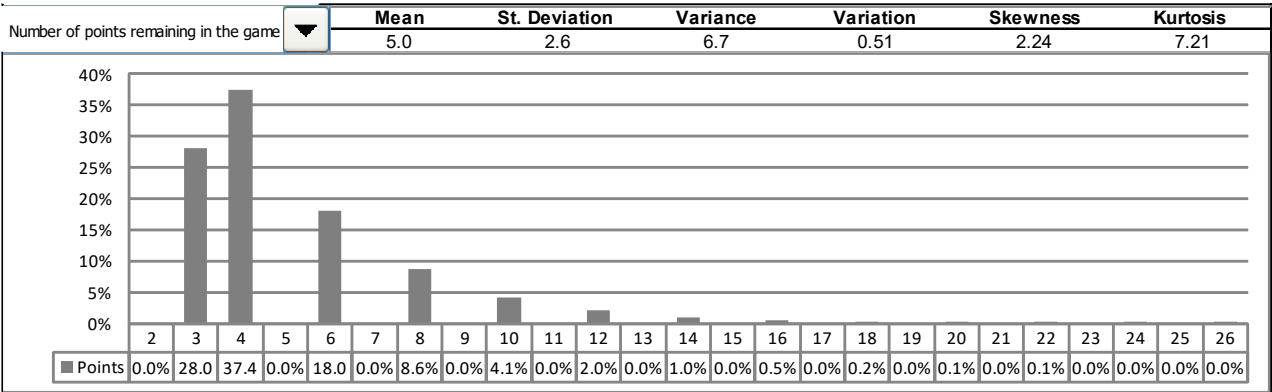 Number of points remaining in the game
Mean St. Deviation Variance Variation Skewness Kurtosis
5.0 2.6 6.7 0.51 2.24 7.21
40%
35%
30%
25%
20%
15%
10%
5%
0%
2 3 4 5 6 7 8 9 10 11 12 13 14 15 16 17 18 19 20 21 22 23 24 25 26
Points 0.0% 28.0 37.4 0.0% 18.0 0.0% 8.6% 0.0% 4.1% 0.0% 2.0% 0.0% 1.0% 0.0% 0.5% 0.0% 0.2% 0.0% 0.1% 0.0% 0.1% 0.0% 0.0% 0.0% 0.0%